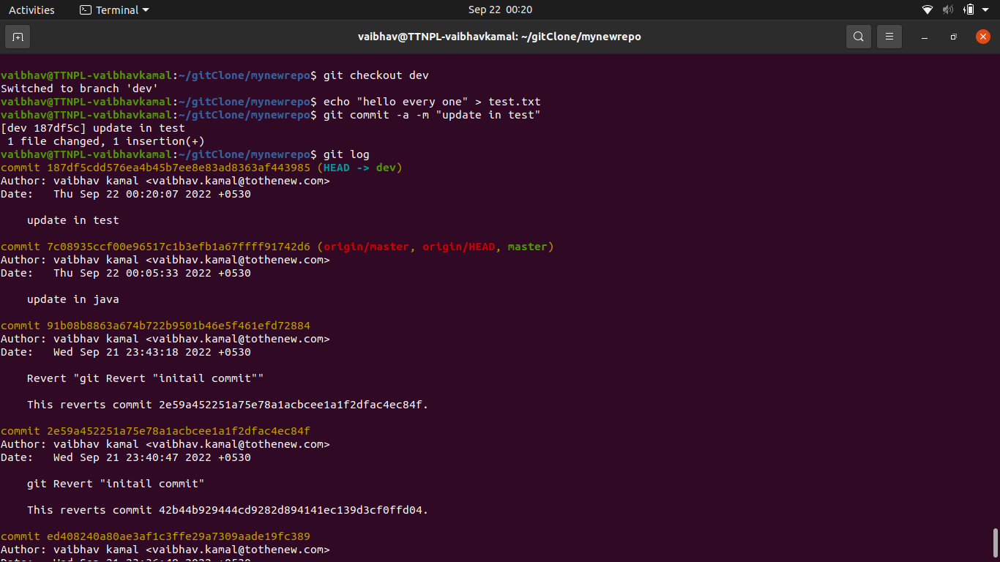 Activities
Terminal
Sep 22 00:20
vaibhav@TTNPL-vaibhavkamal: ~/gitClone/mynewrepo
vaibhav@TTNPL-vaibhavkamal:~/gitClone/mynewrepo$ git checkout dev
Switched to branch 'dev'
vaibhav@TTNPL-vaibhavkamal:~/gitClone/mynewrepo$ echo "hello every one" > test.txt
vaibhav@TTNPL-vaibhavkamal:~/gitClone/mynewrepo$ git commit -a -m "update in test"
[dev 187df5c] update in test
 1 file changed, 1 insertion(+)
vaibhav@TTNPL-vaibhavkamal:~/gitClone/mynewrepo$ git log
commit 187df5cdd576ea4b45b7ee8e83ad8363af443985 (HEAD -> dev)
Author: vaibhav kamal <vaibhav.kamal@tothenew.com>
Date:   Thu Sep 22 00:20:07 2022 +0530
    update in test
commit 7c08935ccf00e96517c1b3efb1a67ffff91742d6 (origin/master, origin/HEAD, master)
Author: vaibhav kamal <vaibhav.kamal@tothenew.com>
Date:   Thu Sep 22 00:05:33 2022 +0530
    update in java
commit 91b08b8863a674b722b9501b46e5f461efd72884
Author: vaibhav kamal <vaibhav.kamal@tothenew.com>
Date:   Wed Sep 21 23:43:18 2022 +0530
    Revert "git Revert "initail commit""
    This reverts commit 2e59a452251a75e78a1acbcee1a1f2dfac4ec84f.
commit 2e59a452251a75e78a1acbcee1a1f2dfac4ec84f
Author: vaibhav kamal <vaibhav.kamal@tothenew.com>
Date:   Wed Sep 21 23:40:47 2022 +0530
    git Revert "initail commit"
    This reverts commit 42b44b929444cd9282d894141ec139d3cf0ffd04.
commit ed408240a80ae3af1c3ffe29a7309aade19fc389
Author: vaibhav kamal <vaibhav.kamal@tothenew.com>
Date:   Wed Sep 21 23:36:48 2022 +0530